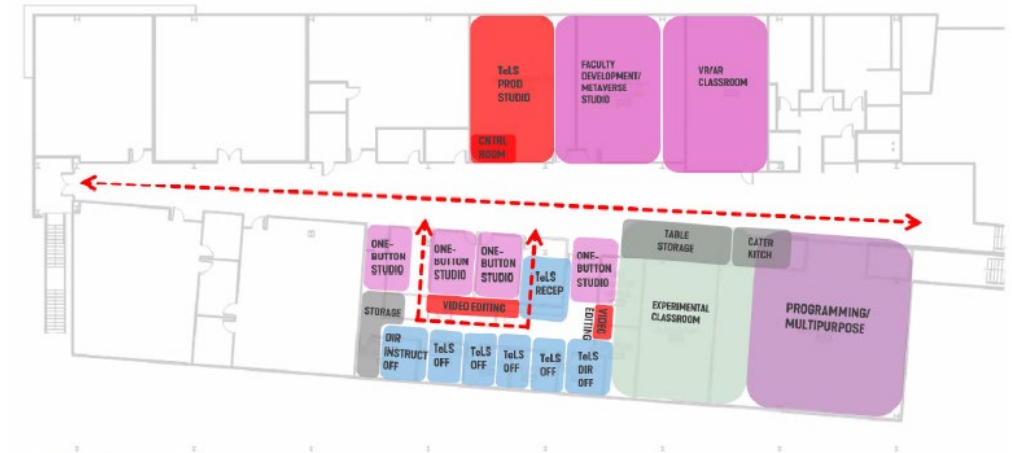 TeLS
PROD
STUDIO
CNTRL
ROOM
FACULTY
DEVELOPMENT/
METAVERSE
STUDIO
VR/AR
CLASSROOM
ONE-
BUTTON
STUDIO
ONE-
BUTTON
STUDIO
ONE-
BUTTON
STUDIO
TeLS
RECEP
ONE-
BUTTON
STUDIO
TABLE
STORAGE
CATER
KITCH
STORAGE
VIDEO EDITING
VIDEO
EDITING
EXPERIMENTAL
CLASSROOM
PROGRAMMING/
MULTIPURPOSE
DIR
INSTRUCT
OFF
TeLS
OFF
TeLS
OFF
TeLS
OFF
TeLS
OFF
TeLS
DIR
OFF